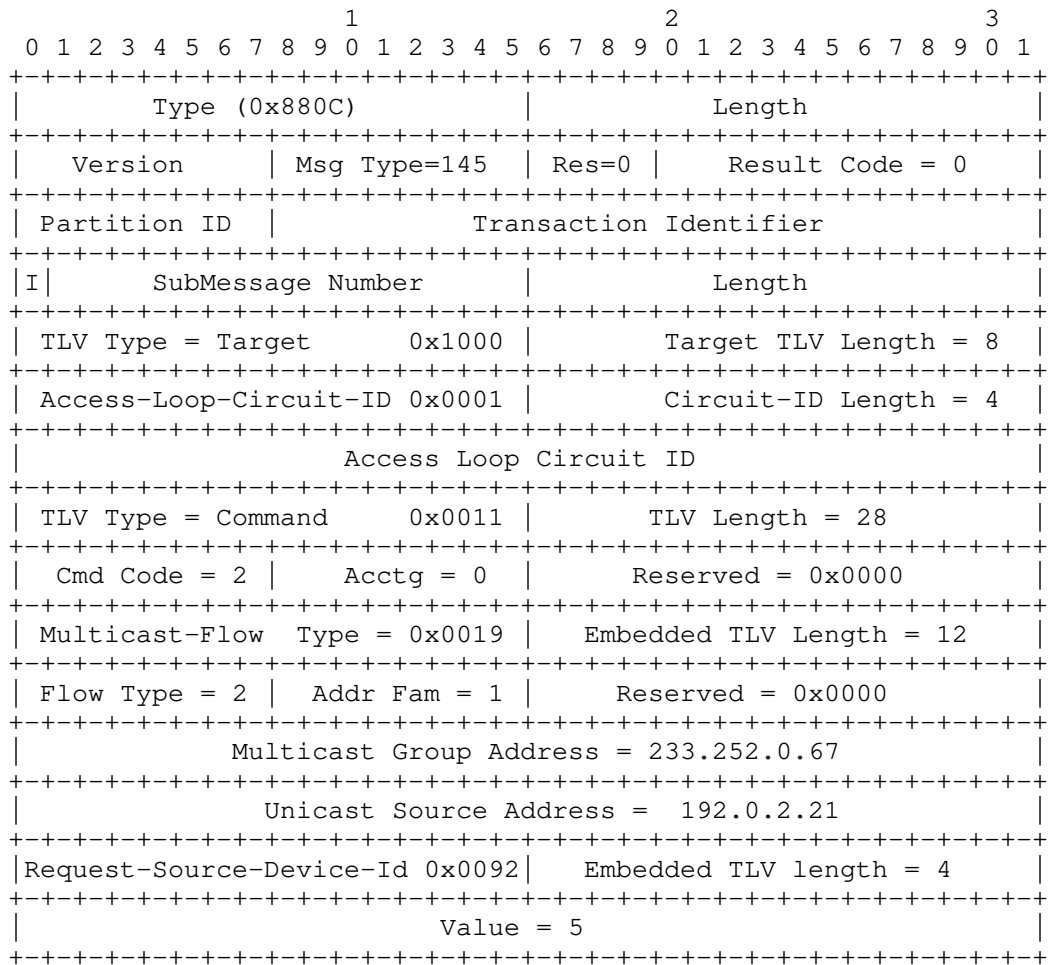 1                   2                   3
 0 1 2 3 4 5 6 7 8 9 0 1 2 3 4 5 6 7 8 9 0 1 2 3 4 5 6 7 8 9 0 1
+-+-+-+-+-+-+-+-+-+-+-+-+-+-+-+-+-+-+-+-+-+-+-+-+-+-+-+-+-+-+-+-+
|        Type (0x880C)          |           Length              |
+-+-+-+-+-+-+-+-+-+-+-+-+-+-+-+-+-+-+-+-+-+-+-+-+-+-+-+-+-+-+-+-+
|   Version     | Msg Type=145  | Res=0 |    Result Code = 0    |
+-+-+-+-+-+-+-+-+-+-+-+-+-+-+-+-+-+-+-+-+-+-+-+-+-+-+-+-+-+-+-+-+
| Partition ID  |            Transaction Identifier             |
+-+-+-+-+-+-+-+-+-+-+-+-+-+-+-+-+-+-+-+-+-+-+-+-+-+-+-+-+-+-+-+-+
|I|      SubMessage Number      |           Length              |
+-+-+-+-+-+-+-+-+-+-+-+-+-+-+-+-+-+-+-+-+-+-+-+-+-+-+-+-+-+-+-+-+
| TLV Type = Target      0x1000 |        Target TLV Length = 8  |
+-+-+-+-+-+-+-+-+-+-+-+-+-+-+-+-+-+-+-+-+-+-+-+-+-+-+-+-+-+-+-+-+
| Access-Loop-Circuit-ID 0x0001 |        Circuit-ID Length = 4  |
+-+-+-+-+-+-+-+-+-+-+-+-+-+-+-+-+-+-+-+-+-+-+-+-+-+-+-+-+-+-+-+-+
|                    Access Loop Circuit ID                     |
+-+-+-+-+-+-+-+-+-+-+-+-+-+-+-+-+-+-+-+-+-+-+-+-+-+-+-+-+-+-+-+-+
| TLV Type = Command     0x0011 |       TLV Length = 28         |
+-+-+-+-+-+-+-+-+-+-+-+-+-+-+-+-+-+-+-+-+-+-+-+-+-+-+-+-+-+-+-+-+
|  Cmd Code = 2 |    Acctg = 0  |      Reserved = 0x0000        |
+-+-+-+-+-+-+-+-+-+-+-+-+-+-+-+-+-+-+-+-+-+-+-+-+-+-+-+-+-+-+-+-+
| Multicast-Flow  Type = 0x0019 |   Embedded TLV Length = 12    |
+-+-+-+-+-+-+-+-+-+-+-+-+-+-+-+-+-+-+-+-+-+-+-+-+-+-+-+-+-+-+-+-+
| Flow Type = 2 |  Addr Fam = 1 |     Reserved = 0x0000         |
+-+-+-+-+-+-+-+-+-+-+-+-+-+-+-+-+-+-+-+-+-+-+-+-+-+-+-+-+-+-+-+-+
|             Multicast Group Address = 233.252.0.67            |
+-+-+-+-+-+-+-+-+-+-+-+-+-+-+-+-+-+-+-+-+-+-+-+-+-+-+-+-+-+-+-+-+
|               Unicast Source Address =  192.0.2.21            |
+-+-+-+-+-+-+-+-+-+-+-+-+-+-+-+-+-+-+-+-+-+-+-+-+-+-+-+-+-+-+-+-+
|Request-Source-Device-Id 0x0092|   Embedded TLV length = 4     |
+-+-+-+-+-+-+-+-+-+-+-+-+-+-+-+-+-+-+-+-+-+-+-+-+-+-+-+-+-+-+-+-+
|                          Value = 5                            |
+-+-+-+-+-+-+-+-+-+-+-+-+-+-+-+-+-+-+-+-+-+-+-+-+-+-+-+-+-+-+-+-+